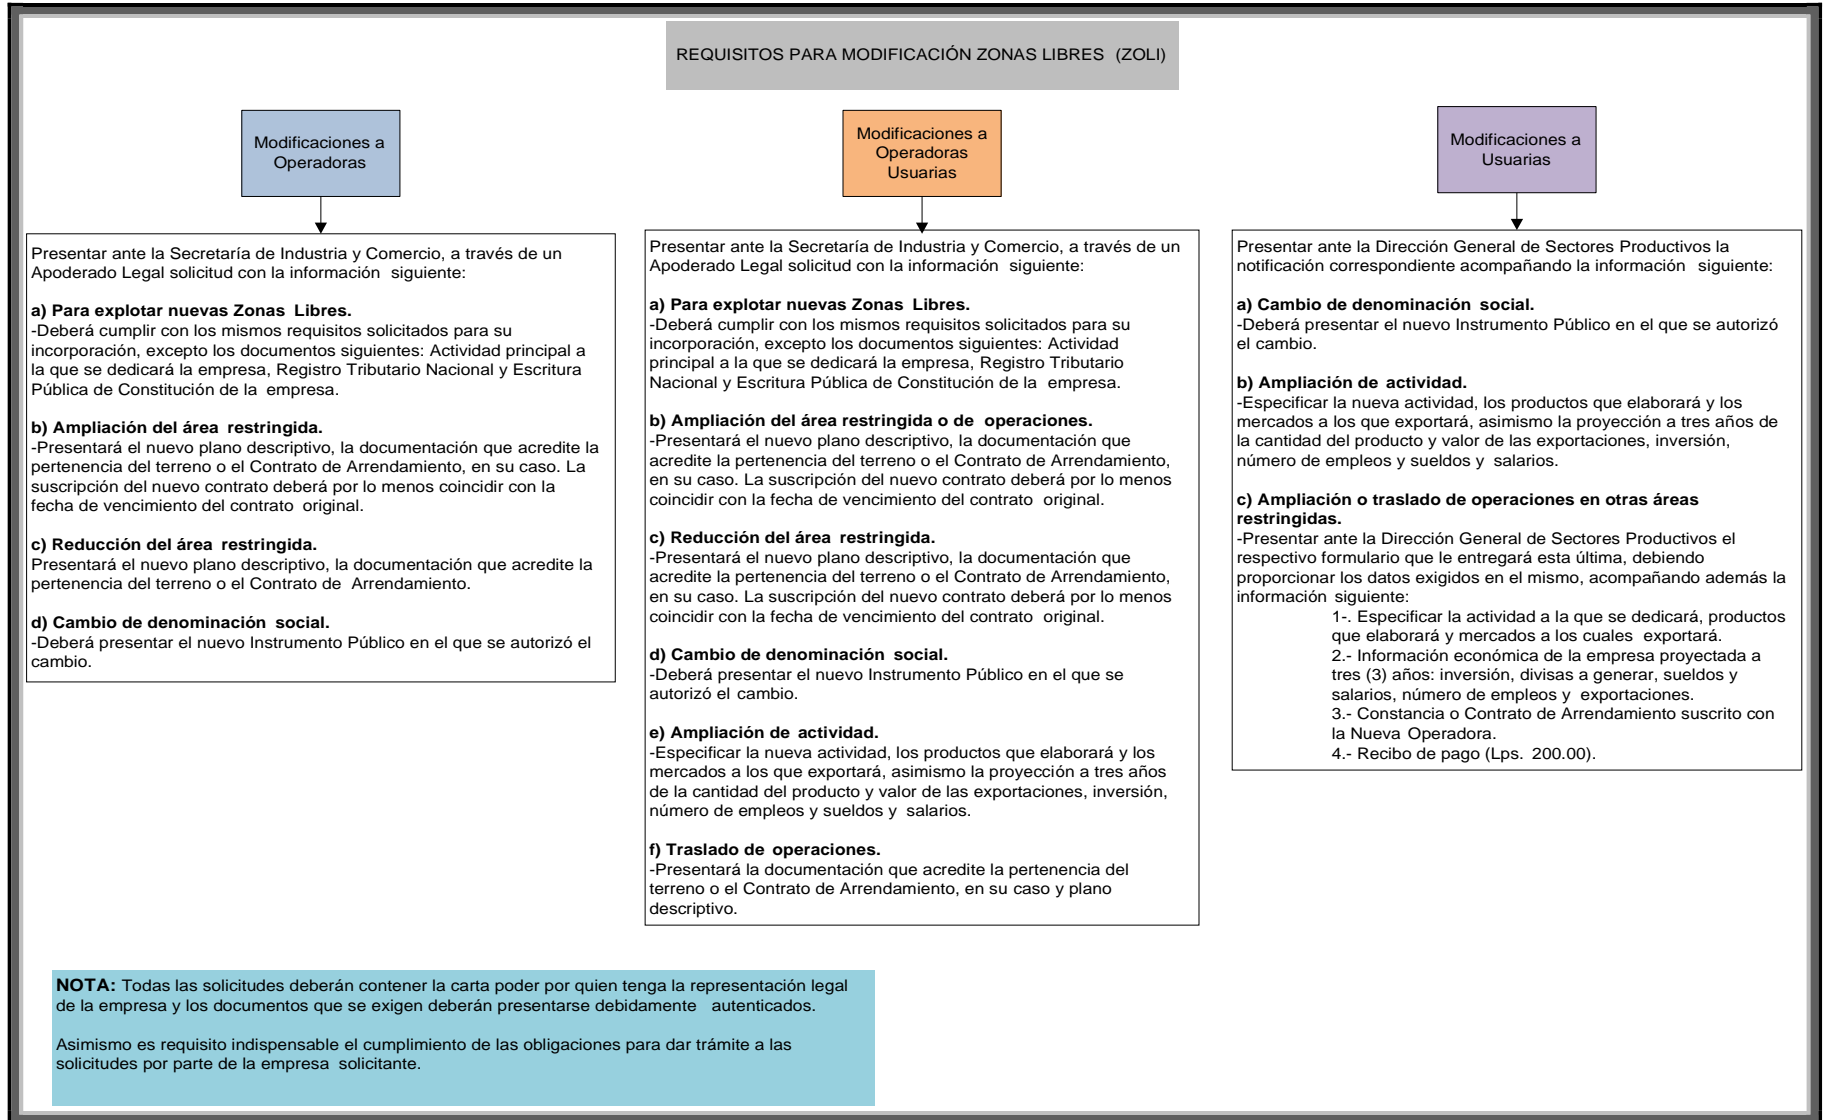 REQUISITOS PARA MODIFICACIÓN ZONAS LIBRES (ZOLI)
Modificaciones a
Operadoras
Presentar ante la Secretaría de Industria y Comercio, a través de un
Apoderado Legal solicitud con la información siguiente:
a) Para explotar nuevas Zonas Libres.
-Deberá cumplir con los mismos requisitos solicitados para su
incorporación, excepto los documentos siguientes: Actividad principal a
la que se dedicará la empresa, Registro Tributario Nacional y Escritura
Pública de Constitución de la empresa.
b) Ampliación del área restringida.
-Presentará el nuevo plano descriptivo, la documentación que acredite la
pertenencia del terreno o el Contrato de Arrendamiento, en su caso. La
suscripción del nuevo contrato deberá por lo menos coincidir con la
fecha de vencimiento del contrato original.
c) Reducción del área restringida.
Presentará el nuevo plano descriptivo, la documentación que acredite la
pertenencia del terreno o el Contrato de Arrendamiento.
d) Cambio de denominación social.
-Deberá presentar el nuevo Instrumento Público en el que se autorizó el
cambio.
Modificaciones a
Operadoras
Usuarias
Presentar ante la Secretaría de Industria y Comercio, a través de un
Apoderado Legal solicitud con la información siguiente:
a) Para explotar nuevas Zonas Libres.
-Deberá cumplir con los mismos requisitos solicitados para su
incorporación, excepto los documentos siguientes: Actividad
principal a la que se dedicará la empresa, Registro Tributario
Nacional y Escritura Pública de Constitución de la empresa.
b) Ampliación del área restringida o de operaciones.
-Presentará el nuevo plano descriptivo, la documentación que
acredite la pertenencia del terreno o el Contrato de Arrendamiento,
en su caso. La suscripción del nuevo contrato deberá por lo menos
coincidir con la fecha de vencimiento del contrato original.
c) Reducción del área restringida.
-Presentará el nuevo plano descriptivo, la documentación que
acredite la pertenencia del terreno o el Contrato de Arrendamiento,
en su caso. La suscripción del nuevo contrato deberá por lo menos
coincidir con la fecha de vencimiento del contrato original.
d) Cambio de denominación social.
-Deberá presentar el nuevo Instrumento Público en el que se
autorizó el cambio.
e) Ampliación de actividad.
-Especificar la nueva actividad, los productos que elaborará y los
mercados a los que exportará, asimismo la proyección a tres años
de la cantidad del producto y valor de las exportaciones, inversión,
número de empleos y sueldos y salarios.
f) Traslado de operaciones.
-Presentará la documentación que acredite la pertenencia del
terreno o el Contrato de Arrendamiento, en su caso y plano
descriptivo.
Modificaciones a
Usuarias
Presentar ante la Dirección General de Sectores Productivos la
notificación correspondiente acompañando la información siguiente:
a) Cambio de denominación social.
-Deberá presentar el nuevo Instrumento Público en el que se autorizó
el cambio.
b) Ampliación de actividad.
-Especificar la nueva actividad, los productos que elaborará y los
mercados a los que exportará, asimismo la proyección a tres años de
la cantidad del producto y valor de las exportaciones, inversión,
número de empleos y sueldos y salarios.
c) Ampliación o traslado de operaciones en otras áreas
restringidas.
-Presentar ante la Dirección General de Sectores Productivos el
respectivo formulario que le entregará esta última, debiendo
proporcionar los datos exigidos en el mismo, acompañando además la
información siguiente:
1-. Especificar la actividad a la que se dedicará, productos
que elaborará y mercados a los cuales exportará.
2.- Información económica de la empresa proyectada a
tres (3) años: inversión, divisas a generar, sueldos y
salarios, número de empleos y exportaciones.
3.- Constancia o Contrato de Arrendamiento suscrito con
la Nueva Operadora.
4.- Recibo de pago (Lps. 200.00).
NOTA: Todas las solicitudes deberán contener la carta poder por quien tenga la representación legal
de la empresa y los documentos que se exigen deberán presentarse debidamente autenticados.
Asimismo es requisito indispensable el cumplimiento de las obligaciones para dar trámite a las
solicitudes por parte de la empresa solicitante.